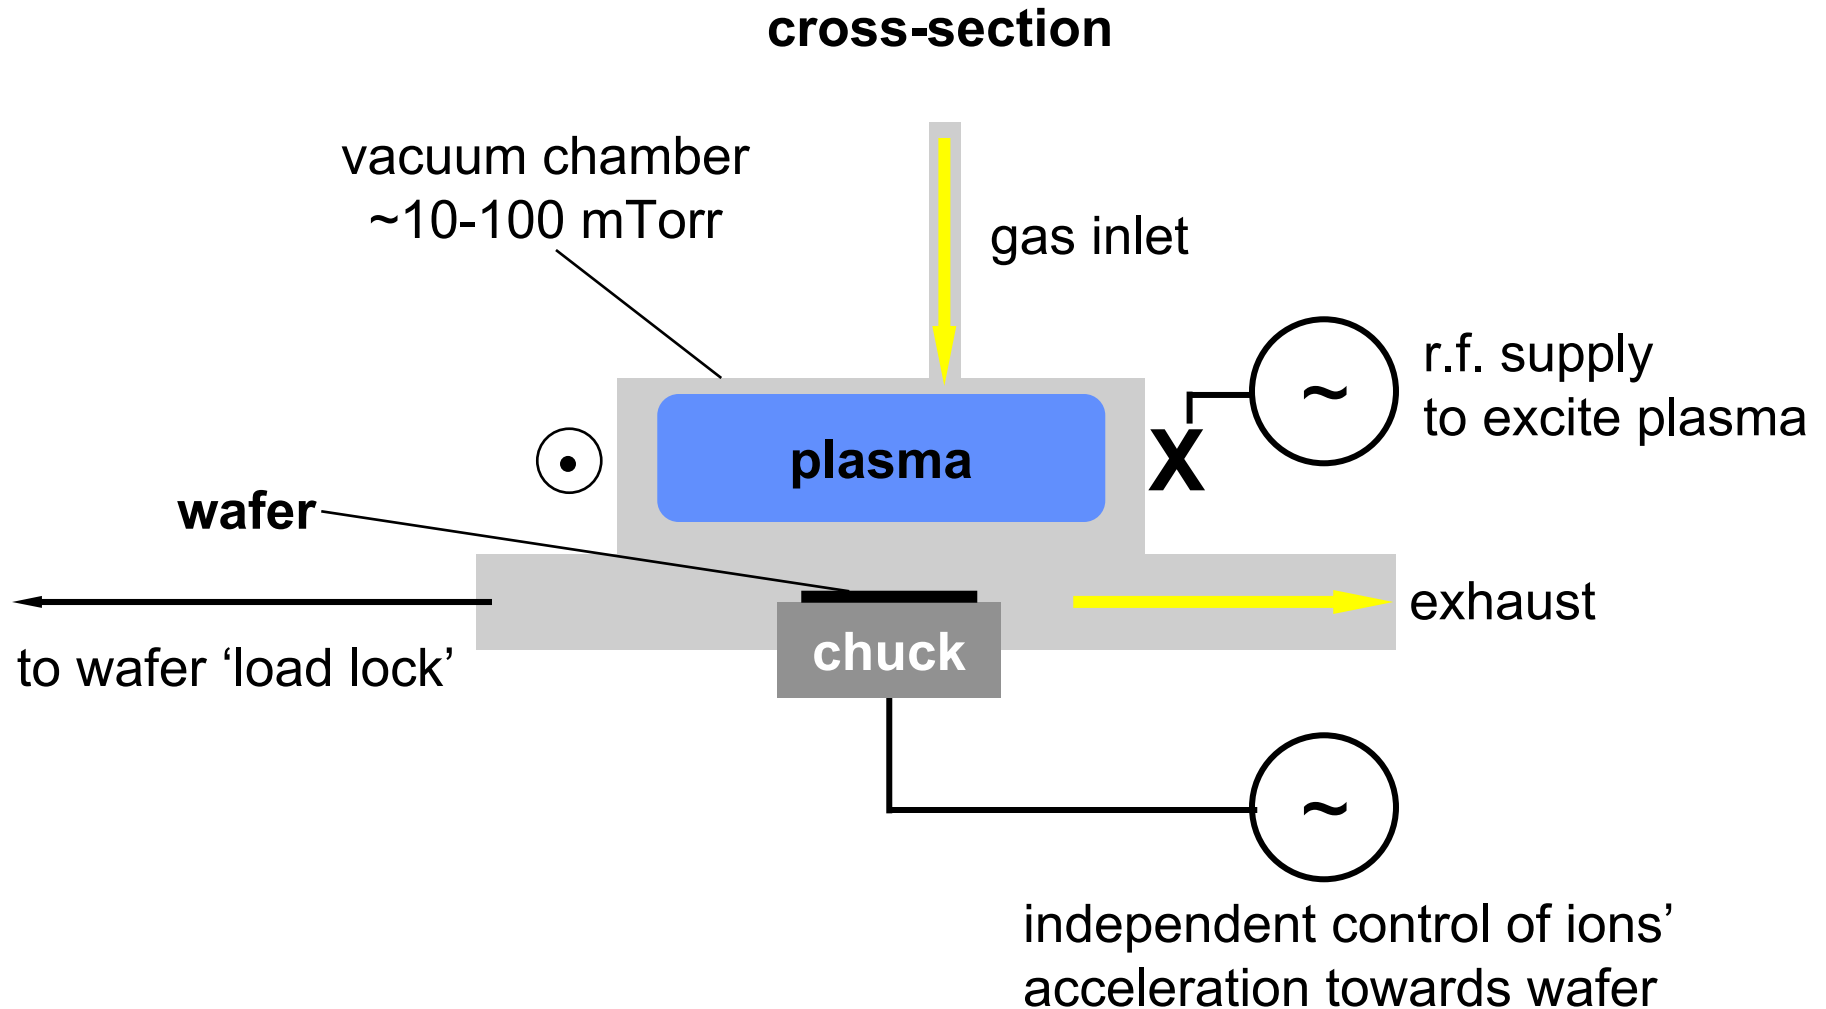 cross-section
vacuum chamber
~10-100 mTorr
gas inlet
r.f. supply
to excite plasma
~
plasma
X
wafer
exhaust
to wafer ‘load lock’
chuck
~
independent control of ions’
acceleration towards wafer